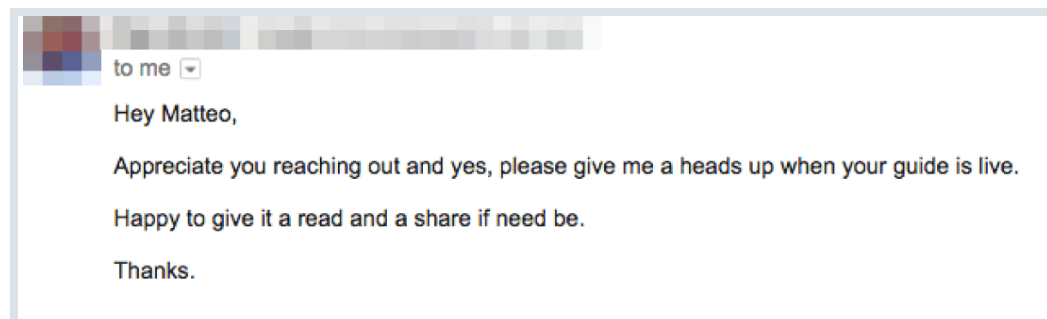 to me
Hey Matteo,
Appreciate you reaching out and yes, please give me a heads up when your guide is live.
Happy to give it a read and a share if need be.
Thanks.